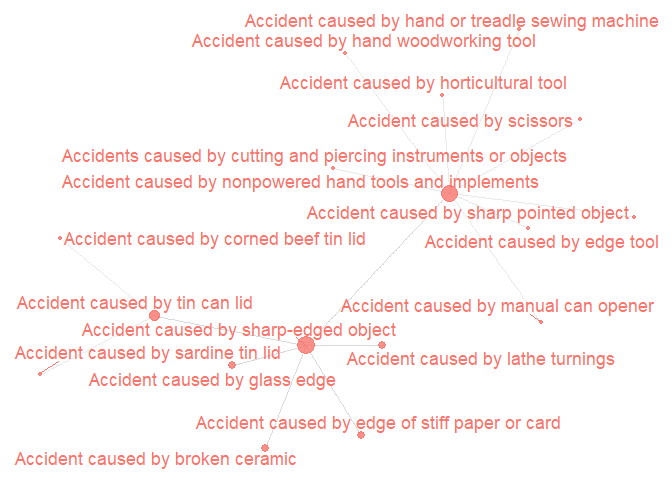 Accident caused by hand or treadle sewing machine
Accident caused by hand woodworking tool
Accident caused by horticultural tool
Accident caused by scissors
Accidents caused by cutting and piercing instruments or objects
Accident caused by nonpowered hand tools and implements
Accident caused by sharp pointed object
Accident caused by corned beef tin lid
Accident caused by edge tool
Accident caused by tin can lid
Accident caused by manual can opener
Accident caused by sharp-edged object
Accident caused by sardine tin lid
Accident caused by lathe turnings
Accident caused by glass edge
Accident caused by edge of stiff paper or card
Accident caused by broken ceramic